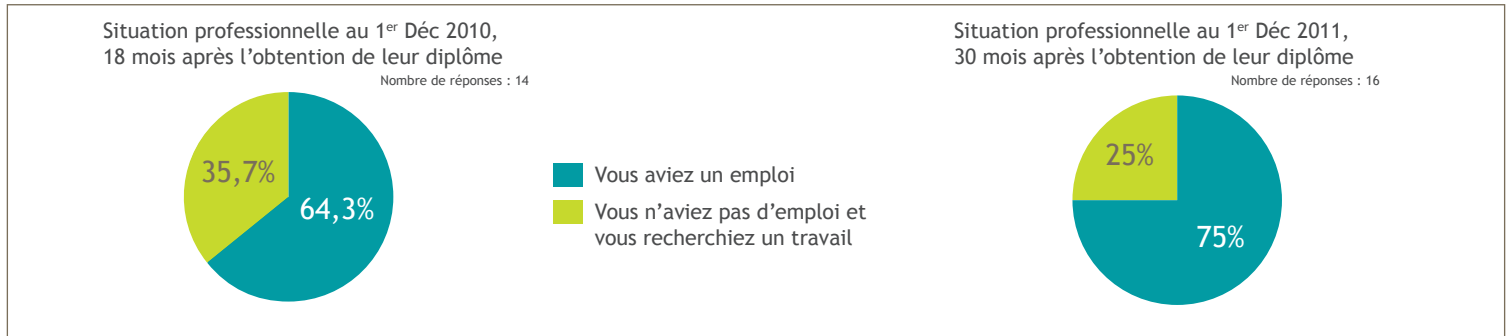 Situation professionnelle au 1er Déc 2010,
18 mois après l’obtention de leur diplôme
Nombre de réponses : 14
35,7%
64,3%
Vous aviez un emploi
Vous n’aviez pas d’emploi et
vous recherchiez un travail
Situation professionnelle au 1er Déc 2011,
30 mois après l’obtention de leur diplôme
Nombre de réponses : 16
25%
75%